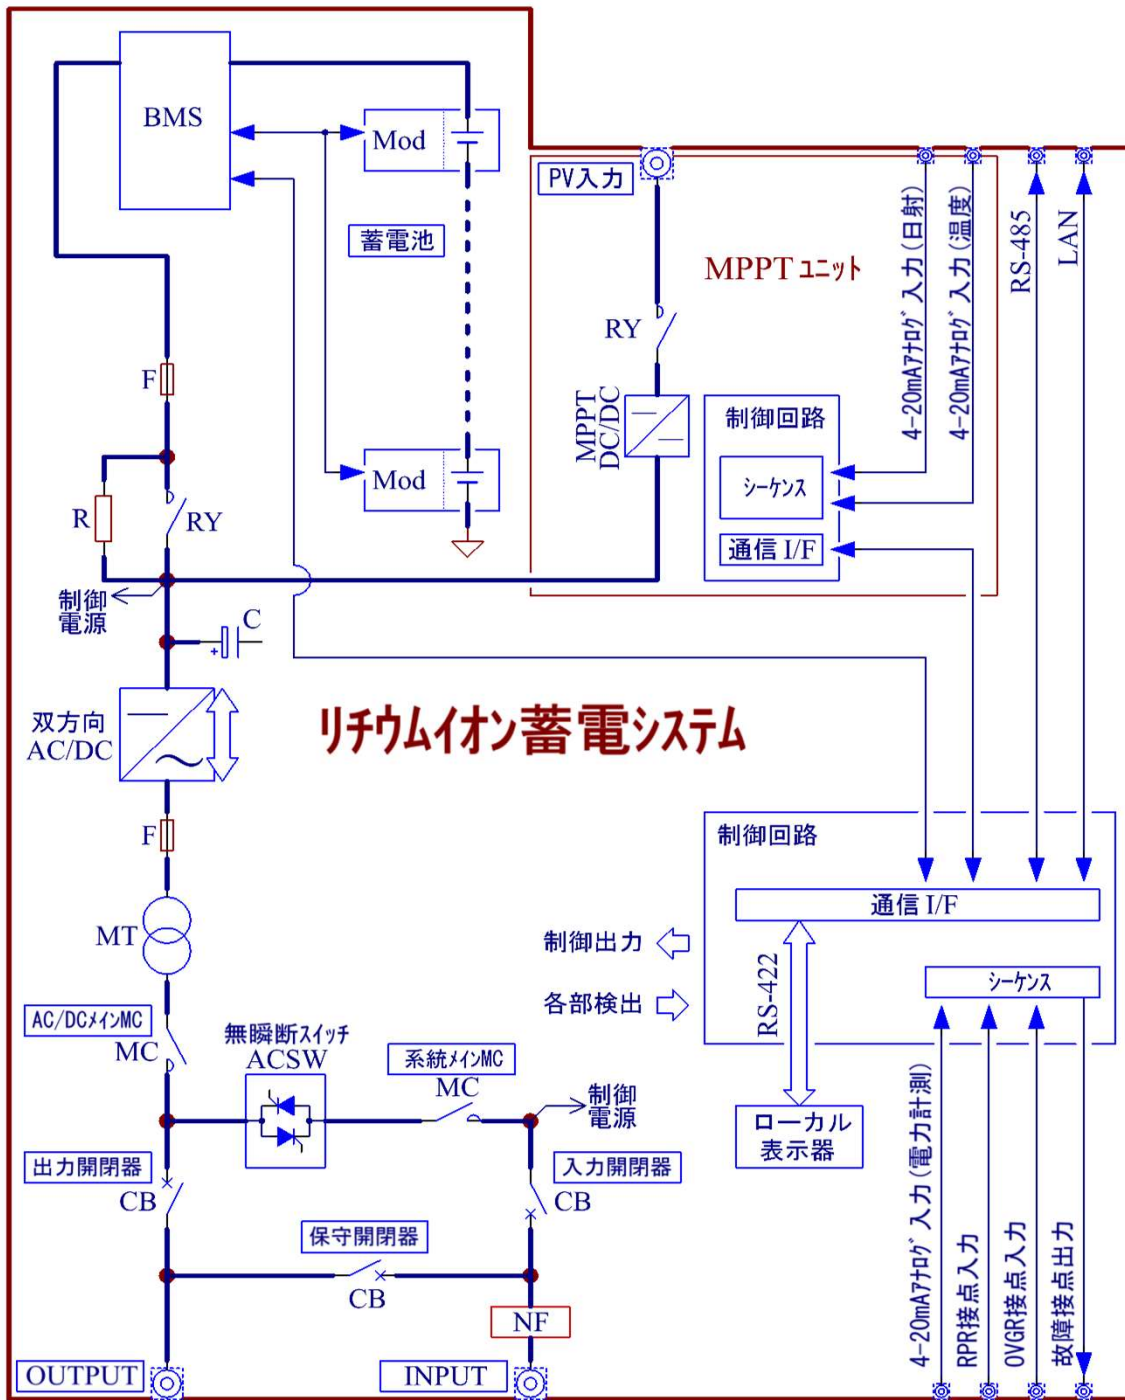 BMS
Mod
蓄電池
Mod
PV入力
MPPTユニット
RY
MPPT
DC/DC
制御回路
シーケンス
通信 I/F
4-20mAアナログ入力(日射)
4-20mAアナログ入力(温度)
RS-485
LAN
F
R
RY
制御
電源
C
双方向
AC/DC
リチウムイオン蓄電システム
F
MT
AC/DCメインMC
MC
無瞬断スイッチ
ACSW
系統メインMC
MC
制御
電源
出力開閉器
CB
入力開閉器
CB
保守開閉器
CB
NF
OUTPUT
INPUT
制御回路
通信 I/F
シーケンス
制御出力
各部検出
RS-422
ローカル
表示器
4-20mAアナログ入力(電力計測)
RPR接点入力
OVGR接点入力
故障接点出力